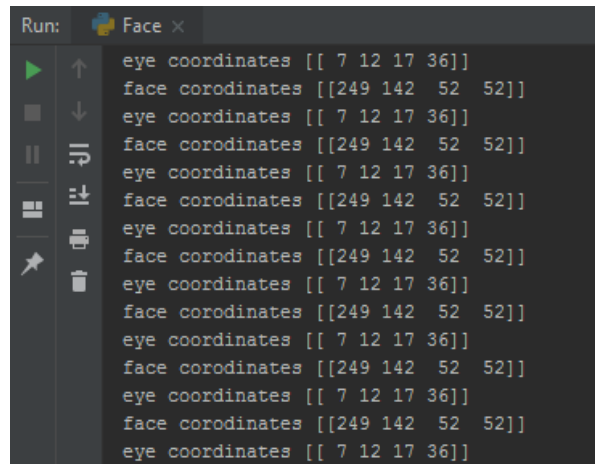 Run: Face
eye coordinates [[ 7 12 17 36]]
face corodinates [[249 142  52  52]]
eye coordinates [[ 7 12 17 36]]
face corodinates [[249 142  52  52]]
eye coordinates [[ 7 12 17 36]]
face corodinates [[249 142  52  52]]
eye coordinates [[ 7 12 17 36]]
face corodinates [[249 142  52  52]]
eye coordinates [[ 7 12 17 36]]
face corodinates [[249 142  52  52]]
eye coordinates [[ 7 12 17 36]]
face corodinates [[249 142  52  52]]
eye coordinates [[ 7 12 17 36]]
face corodinates [[249 142  52  52]]
eye coordinates [[ 7 12 17 36]]